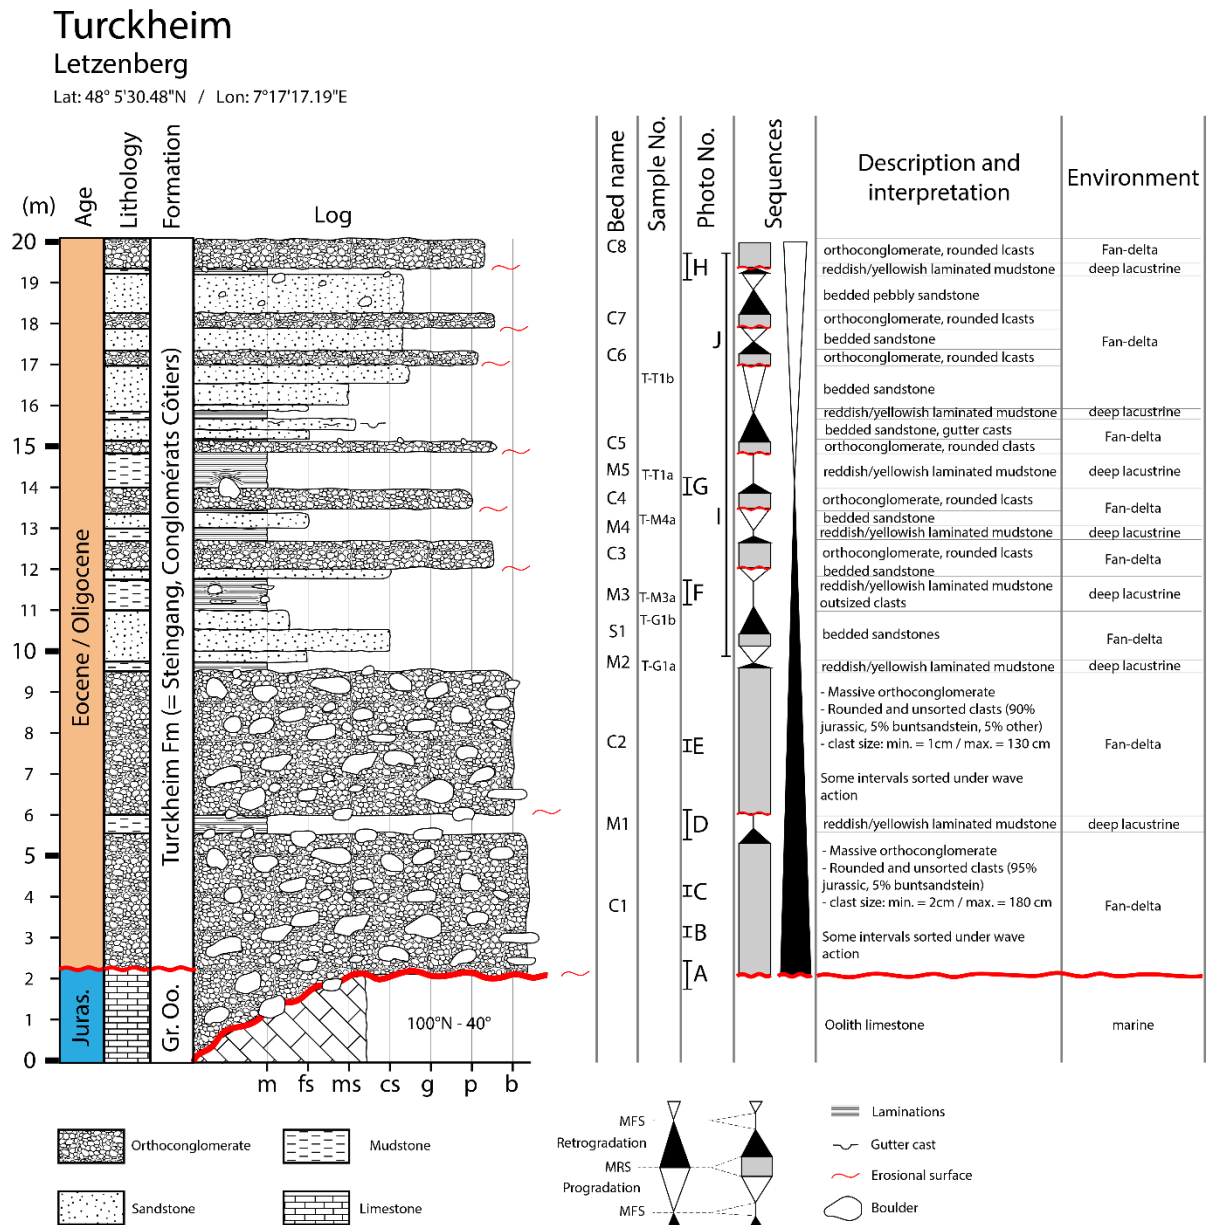 Turckheim
Letzenberg
Lat: 48° 5'30.48"N / Lon: 7°17'17.19"E
(m)
Age
Lithology
Formation
Log
Bed name
Sample No.
Photo No.
Sequences
Description and
interpretation
Environment
20
19
18
17
16
15
14
13
12
11
10
9
8
7
6
5
4
3
2
1
0
Eocene / Oligocene
Juras.
Turckheim Fm (= Steingang, Conglomérats Côtiers)
Gr. Oo.
100°N - 40°
m fs ms cs g p b
C8
C7
C6
C5
M5
C4
M4
C3
M3
S1
M2
C2
M1
C1
T-T1b
T-T1a
T-M4a
T-M3a
T-G1b
T-G1a
H
J
G
I
F
E
D
C
B
A
orthoconglomerate, rounded lcasts
reddish/yellowish laminated mudstone
bedded pebbly sandstone
orthoconglomerate, rounded lcasts
bedded sandstone
orthoconglomerate, rounded lcasts
bedded sandstone
reddish/yellowish laminated mudstone
bedded sandstone, gutter casts
orthoconglomerate, rounded clasts
reddish/yellowish laminated mudstone
orthoconglomerate, rounded lcasts
bedded sandstone
reddish/yellowish laminated mudstone
orthoconglomerate, rounded lcasts
bedded sandstone
reddish/yellowish laminated mudstone
outsized clasts
bedded sandstones
reddish/yellowish laminated mudstone
- Massive orthoconglomerate
- Rounded and unsorted clasts (90%
jurassic, 5% buntsandstein, 5% other)
- clast size: min. = 1cm / max. = 130 cm
Some intervals sorted under wave
action
reddish/yellowish laminated mudstone
- Massive orthoconglomerate
- Rounded and unsorted clasts (95%
jurassic, 5% buntsandstein)
- clast size: min. = 2cm / max. = 180 cm
Some intervals sorted under wave
action
Oolith limestone
Fan-delta
deep lacustrine
Fan-delta
deep lacustrine
Fan-delta
deep lacustrine
Fan-delta
deep lacustrine
Fan-delta
deep lacustrine
Fan-delta
deep lacustrine
Fan-delta
deep lacustrine
Fan-delta
marine
Orthoconglomerate
Mudstone
Sandstone
Limestone
MFS
Retrogradation
MRS
Progradation
MFS
Laminations
Gutter cast
Erosional surface
Boulder